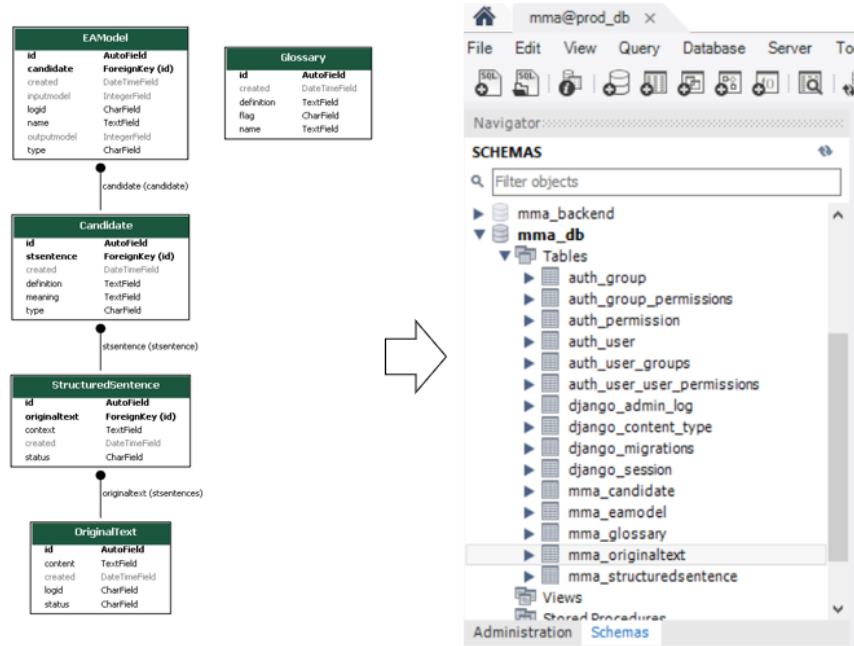 EAModel
id AutoField
candidate ForeignKey (id)
created DateTimeField
inputmodel IntegerField
logid CharField
name TextField
outputmodel IntegerField
type CharField
candidate (candidate)
Glossary
id AutoField
created DateTimeField
definition TextField
flag CharField
name TextField
Candidate
id AutoField
stsentence ForeignKey (id)
created DateTimeField
definition TextField
meaning TextField
type CharField
stsentence (stsentence)
StructuredSentence
id AutoField
originaltext ForeignKey (id)
context TextField
created DateTimeField
status CharField
originaltext (stsentences)
OriginalText
id AutoField
content TextField
created DateTimeField
logid CharField
status CharField
mma@prod_db ×
File Edit View Query Database Server To
SQL SQL
Navigator
SCHEMAS
Filter objects
mma_backend
mma_db
Tables
auth_group
auth_group_permissions
auth_permission
auth_user
auth_user_groups
auth_user_user_permissions
django_admin_log
django_content_type
django_migrations
django_session
mma_candidate
mma_eamodel
mma_glossary
mma_originaltext
mma_structuredsentence
Views
Stored Procedures
Administration Schemas